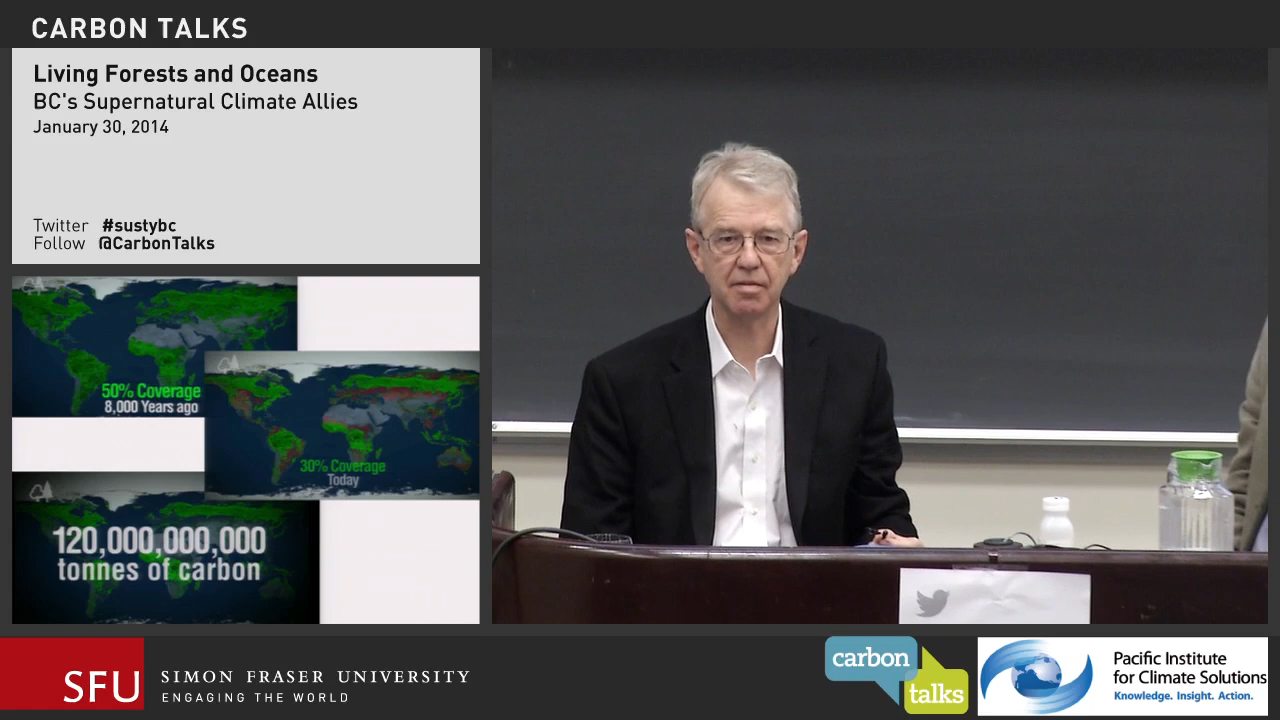 CARBON TALKS
Living Forests and Oceans
BC's Supernatural Climate Allies
January 30, 2014
Twitter #sustybc
Follow @CarbonTalks
50% Coverage
8,000 Years ago
30% Coverage
Today
120,000,000,000
tonnes of carbon
SFU
SIMON FRASER UNIVERSITY
ENGAGING THE WORLD
carbon
talks
Pacific Institute
for Climate Solutions
Knowledge. Insight. Action.